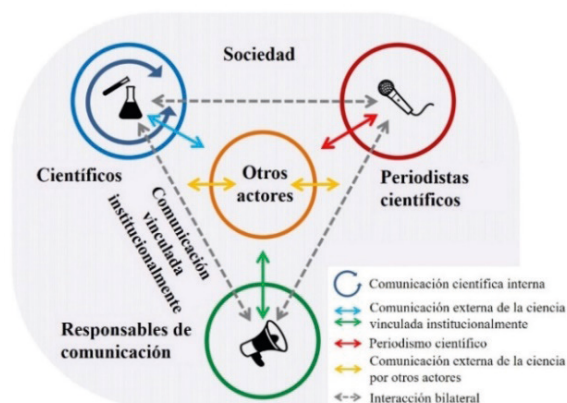 Sociedad
Científicos
Otros
actores
Periodistas
científicos
Comunicación
vinculada
institucionalmente
Responsables de
comunicación
Comunicación científica interna
Comunicación externa de la ciencia
vinculada institucionalmente
Periodismo científico
Comunicación externa de la ciencia
por otros actores
Interacción bilateral